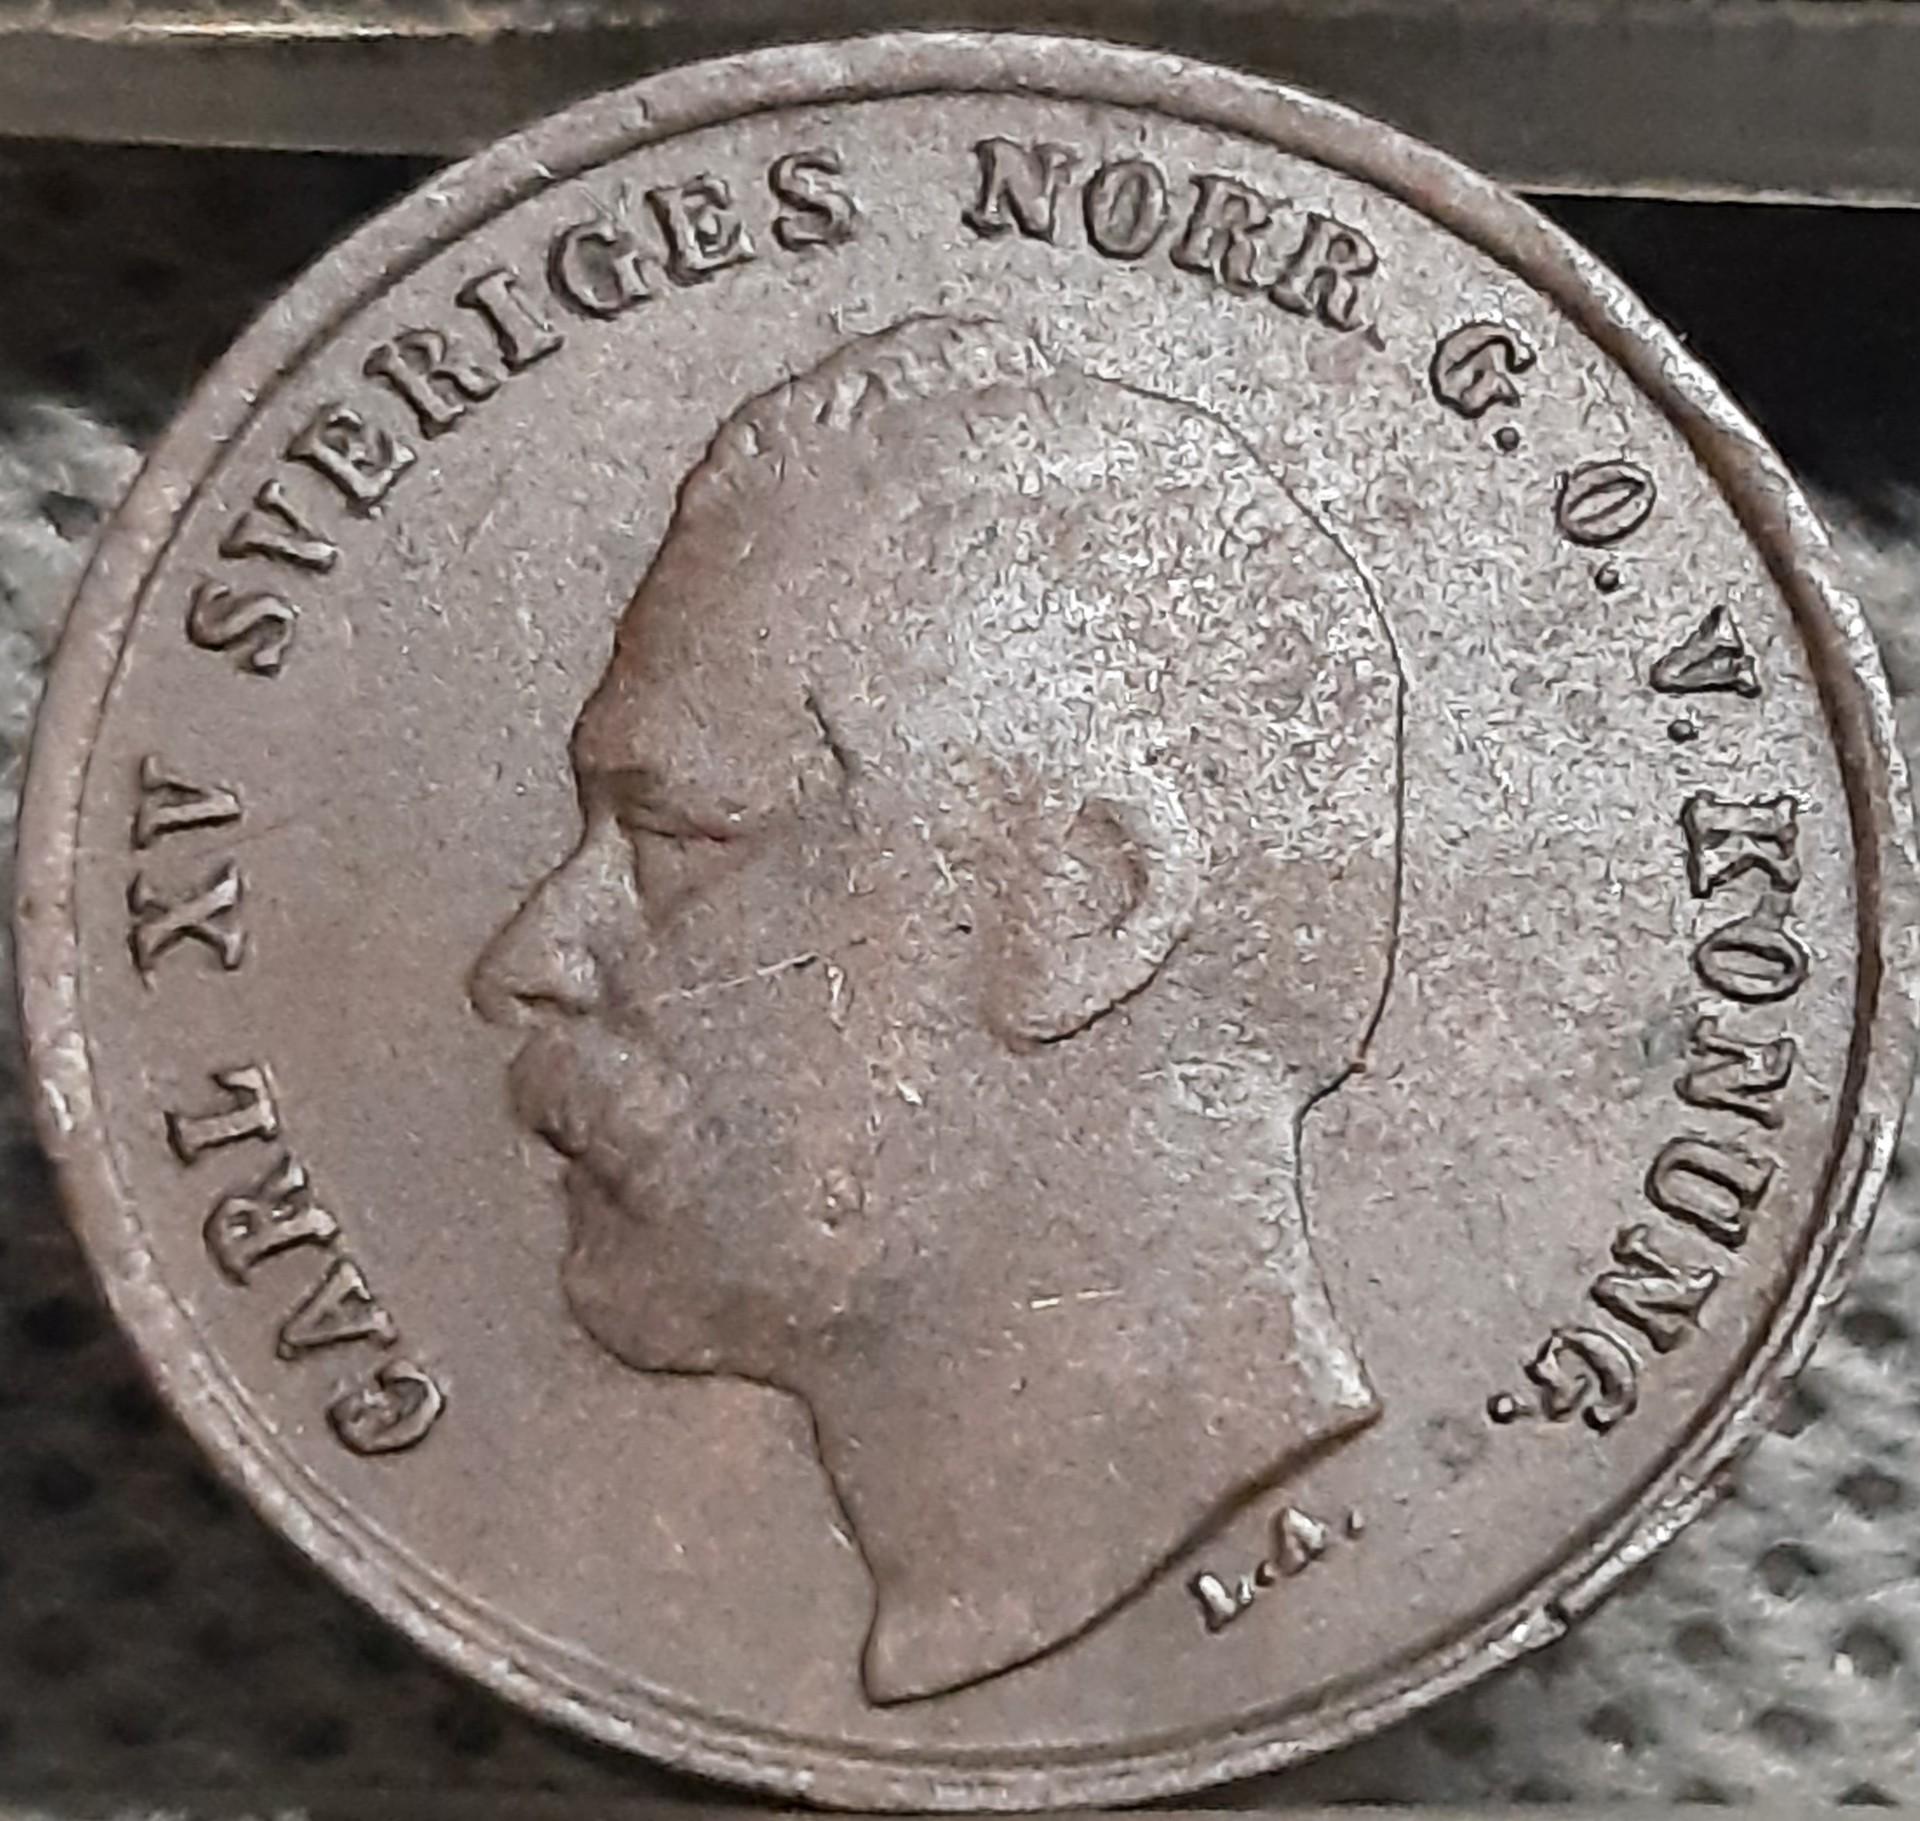 CARL XV SVERIGES NORR. G. O. V. KONUNG.
L.A.